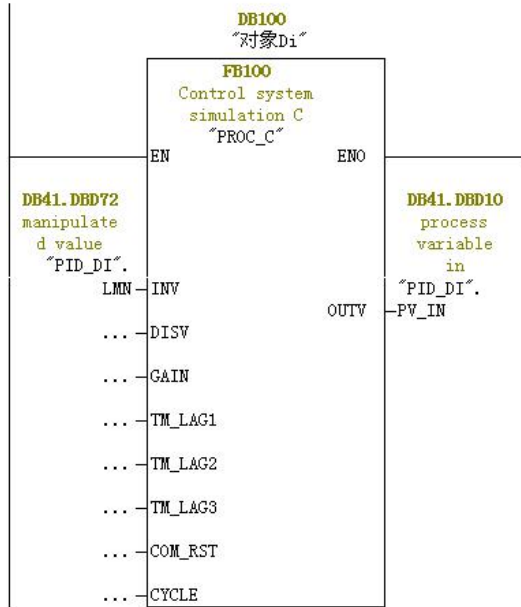 DB100
"对象Di"
FB100
Control system
simulation C
"PROC_C"
EN ENO
DB41.DBD72
manipulate
d value
"PID_DI".
LMN INV
DB41.DBD10
process
variable
in
"PID_DI".
OUTV PV_IN
... DISV
... GAIN
... TM_LAG1
... TM_LAG2
... TM_LAG3
... COM_RST
... CYCLE